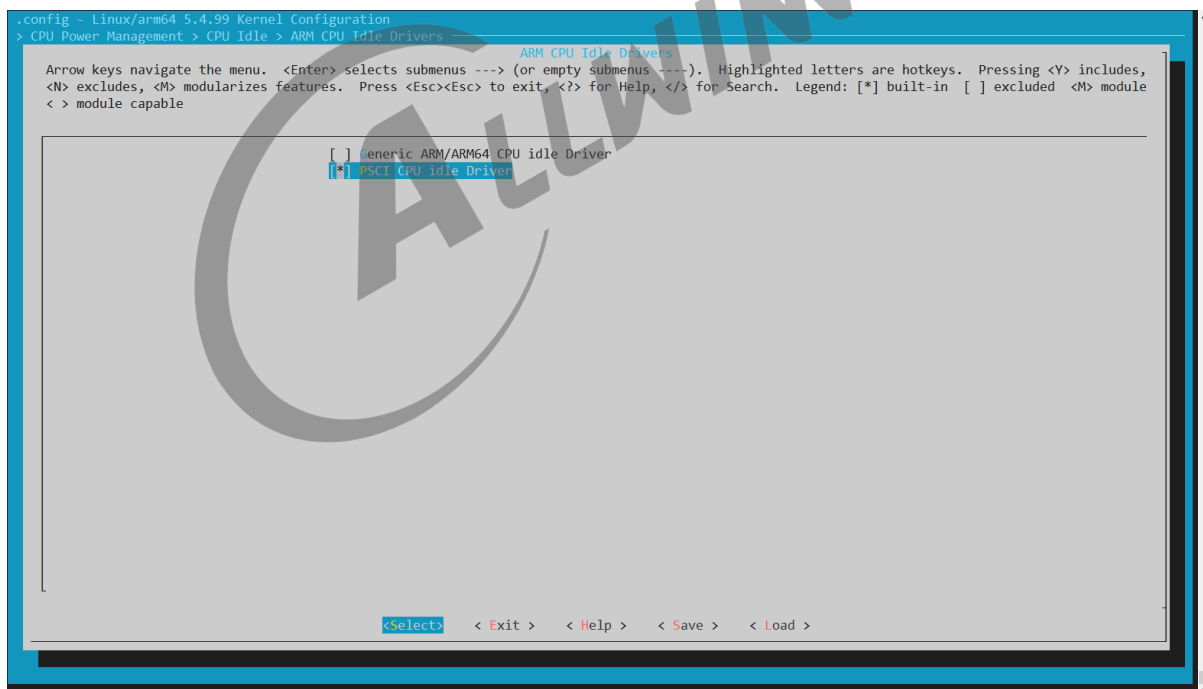 .config - Linux/arm64 5.4.99 Kernel Configuration
> CPU Power Management > CPU Idle > ARM CPU Idle Drivers
ARM CPU Idle Drivers
Arrow keys navigate the menu. <Enter> selects submenus ---> (or empty submenus ----). Highlighted letters are hotkeys. Pressing <Y> includes,
<N> excludes, <M> modularizes features. Press <Esc><Esc> to exit, <?> for Help, </> for Search. Legend: [*] built-in [ ] excluded <M> module
< > module capable
[ ] Generic ARM/ARM64 CPU idle Driver
[*] PSCI CPU idle Driver
<Select> < Exit > < Help > < Save > < Load >
ALLWIN